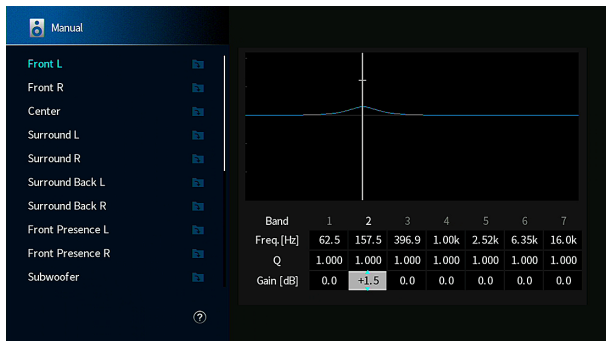 Manual
Front L
Front R
Center
Surround L
Surround R
Surround Back L
Surround Back R
Front Presence L
Front Presence R
Subwoofer
?
Band 1 2 3 4 5 6 7
Freq.[Hz] 62.5 157.5 396.9 1.00k 2.52k 6.35k 16.0k
Q 1.000 1.000 1.000 1.000 1.000 1.000 1.000
Gain [dB] 0.0 +1.5 0.0 0.0 0.0 0.0 0.0